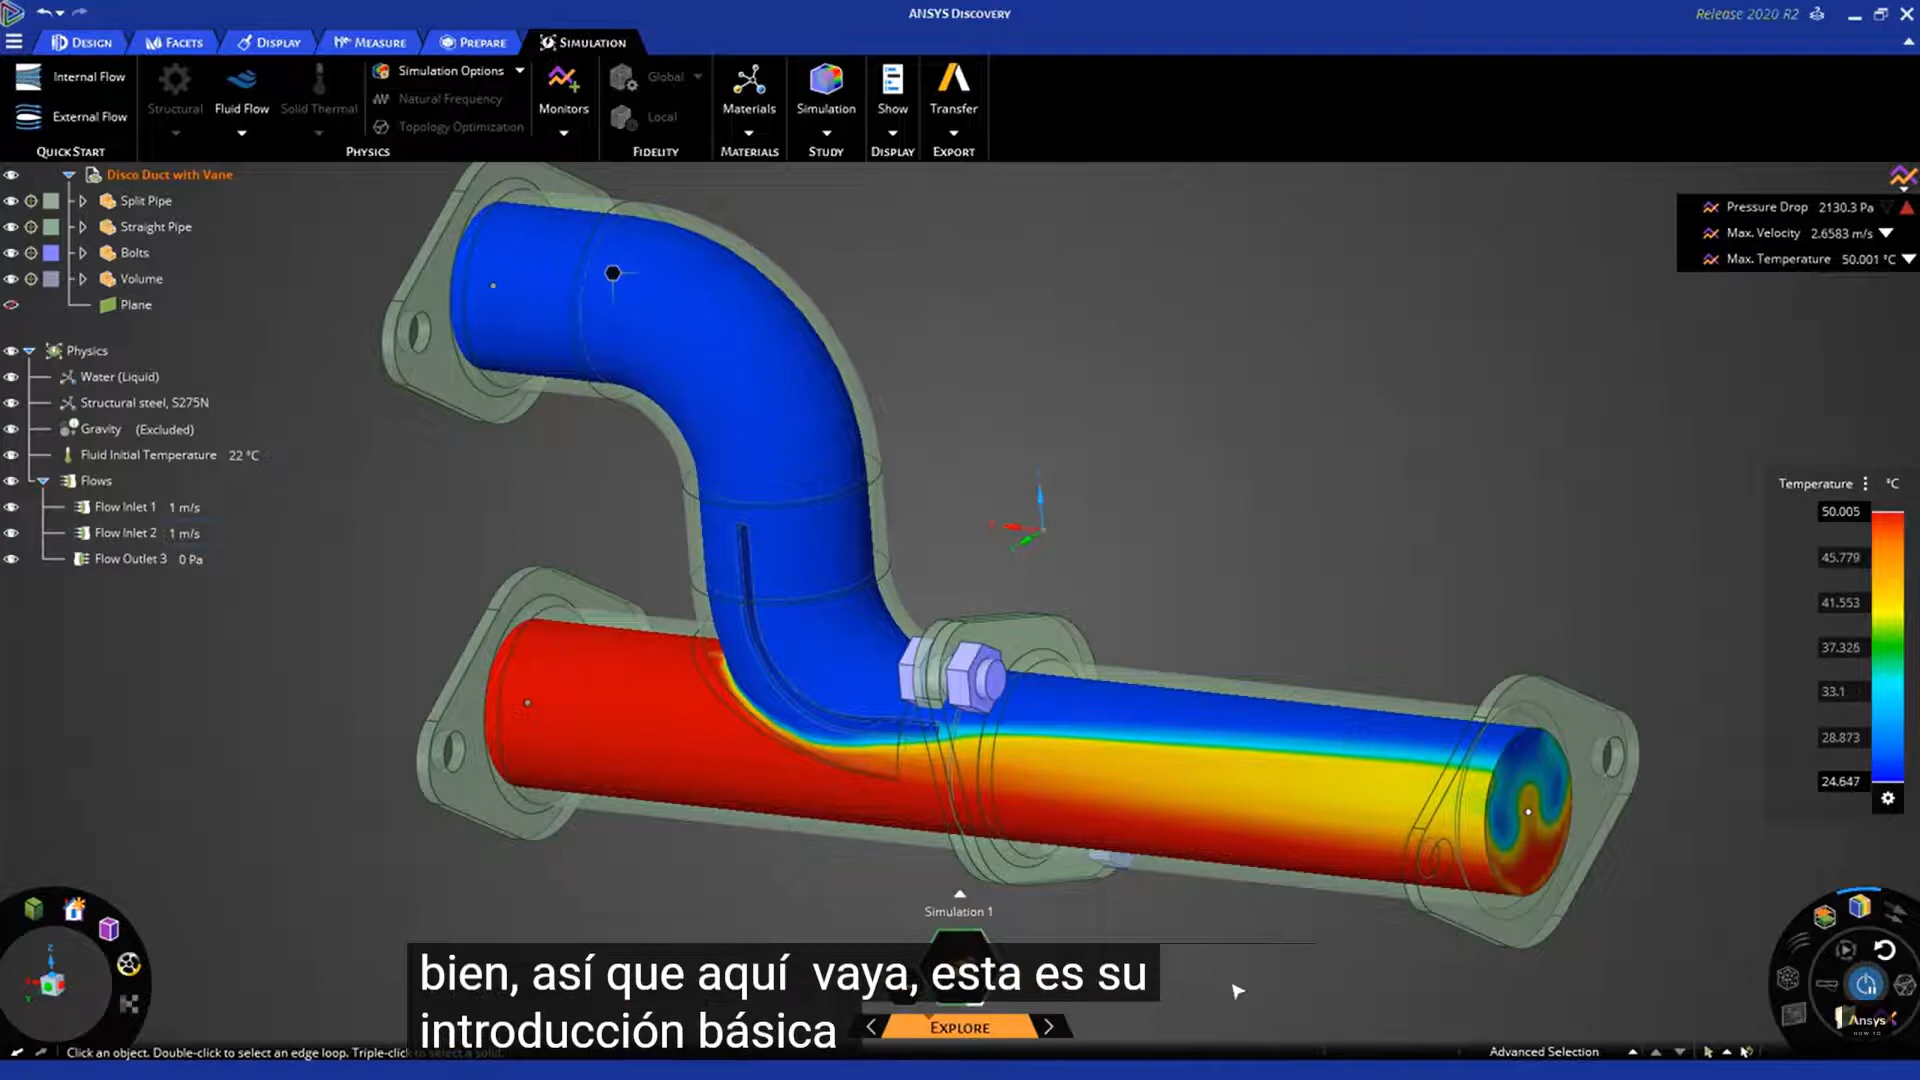 ANSYS DISCOVERY
Release 2020 R2
DESIGN
FACETS
DISPLAY
MEASURE
PREPARE
SIMULATION
Internal Flow
External Flow
QUICK START
Structural
Fluid Flow
Solid Thermal
Simulation Options
Natural Frequency
Topology Optimization
PHYSICS
Monitors
Global
Local
FIDELITY
Materials
MATERIALS
Simulation
STUDY
Show
DISPLAY
Transfer
EXPORT
Disco Duct with Vane
Split Pipe
Straight Pipe
Bolts
Volume
Plane
Physics
Water (Liquid)
Structural steel, S275N
Gravity (Excluded)
Fluid Initial Temperature 22 °C
Flows
Flow Inlet 1 1 m/s
Flow Inlet 2 1 m/s
Flow Outlet 3 0 Pa
Pressure Drop 2130.3 Pa
Max. Velocity 2.6583 m/s
Max. Temperature 50.001 °C
Temperature °C
50.005
45.779
41.553
37.326
33.1
28.873
24.647
Simulation 1
bien, así que aquí vaya, esta es su
introducción básica
EXPLORE
Click an object. Double-click to select an edge loop. Triple-click to select a solid.
Advanced Selection
Ansys
HOW TO